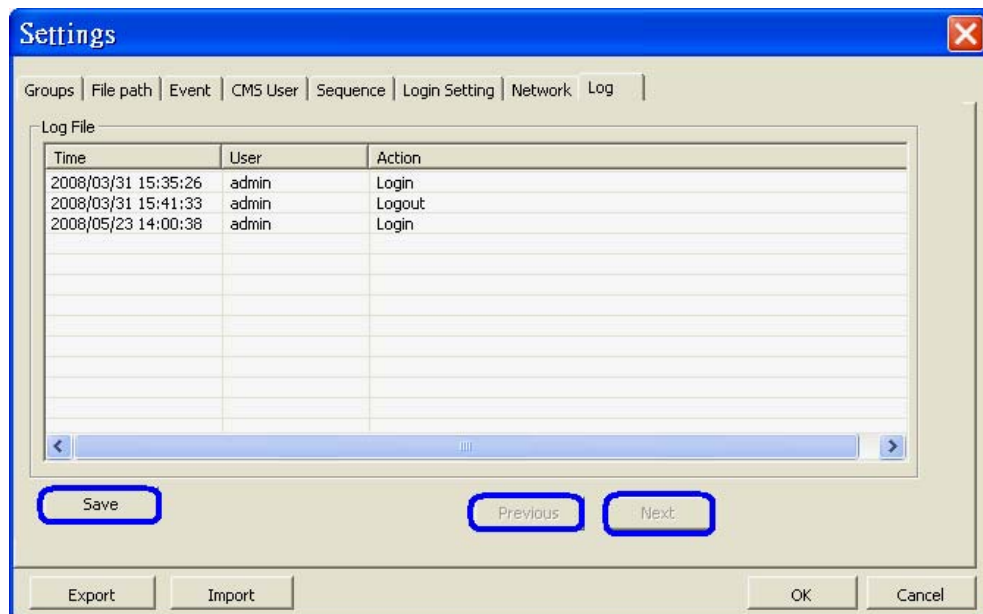 Settings
Groups File path Event CMS User Sequence Login Setting Network Log
Log File
Time User Action
2008/03/31 15:35:26 admin Login
2008/03/31 15:41:33 admin Logout
2008/05/23 14:00:38 admin Login
Save Previous Next
Export Import OK Cancel